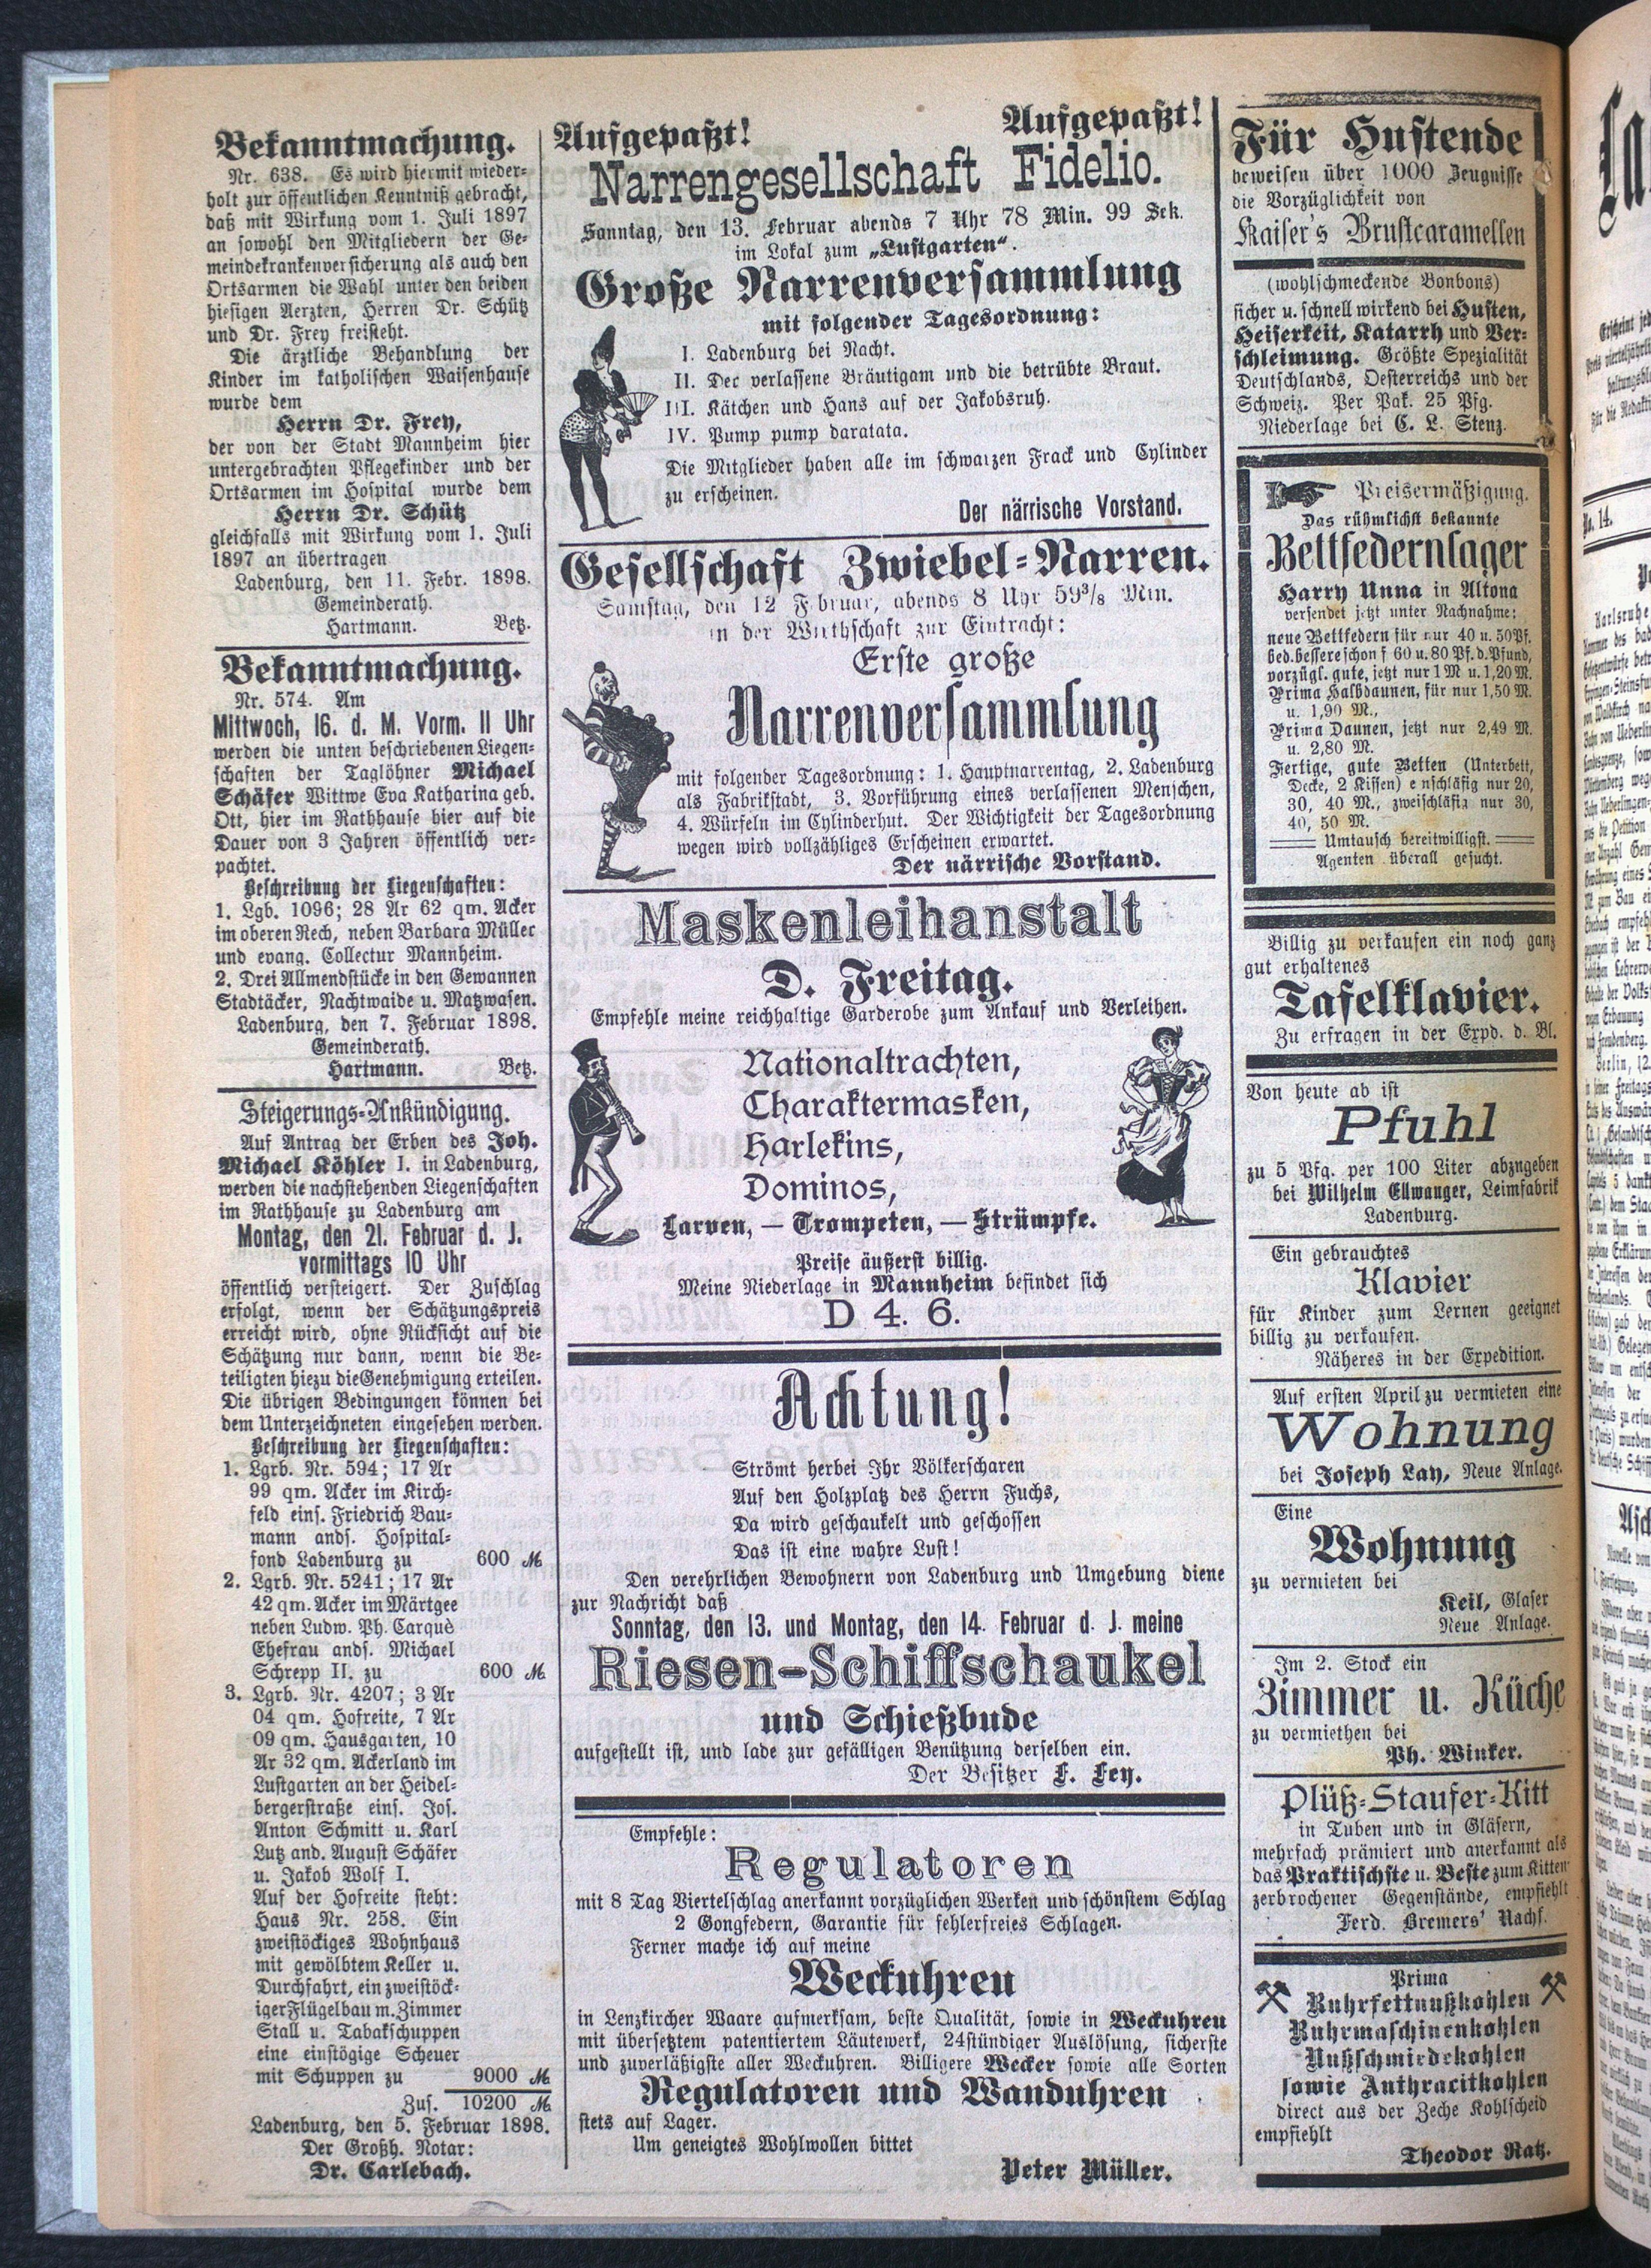 Bekanntmachung.
Nr. 638. Es wird hiermit wieder-
holt zur öffentlichen Kenntniß gebracht,
daß mit Wirkung vom 1. Juli 1897
an sowohl den Mitgliedern der Ge-
meindekrankenversicherung als auch den
Ortsarmen die Wahl unter den beiden
hiesigen Aerzten, Herren Dr. Schütz
und Dr. Frey freisteht.
Die ärztliche Behandlung der
Kinder im katholischen Waisenhause
wurde dem
Herrn Dr. Frey,
der von der Stadt Mannheim hier
untergebrachten Pflegekinder und der
Ortsarmen im Hospital wurde dem
Herrn Dr. Schütz
gleichfalls mit Wirkung vom 1. Juli
1897 an übertragen
Ladenburg, den 11. Febr. 1898.
Gemeinderath.
Hartmann. Betz.
Bekanntmachung.
Nr. 574. Am
Mittwoch, 16. d. M. Vorm. 11 Uhr
werden die unten beschriebenen Liegen-
schaften der Taglöhner Michael
Schäfer Wittwe Eva Katharina geb.
Ott, hier im Rathhause hier auf die
Dauer von 3 Jahren öffentlich ver-
pachtet.
Beschreibung der Liegenschaften:
1. Lgb. 1096; 28 Ar 62 qm. Acker
im oberen Rech, neben Barbara Müller
und evang. Collectur Mannheim.
2. Drei Allmendstücke in den Gewannen
Stadtäcker, Nachtwaide u. Matzwasen.
Ladenburg, den 7. Februar 1898.
Gemeinderath.
Hartmann. Betz.
Steigerungs-Ankündigung.
Auf Antrag der Erben des Joh.
Michael Köhler I. in Ladenburg,
werden die nachstehenden Liegenschaften
im Rathhause zu Ladenburg am
Montag, den 21. Februar d. J.
vormittags 10 Uhr
öffentlich versteigert. Der Zuschlag
erfolgt, wenn der Schätzungspreis
erreicht wird, ohne Rücksicht auf die
Schätzung nur dann, wenn die Be-
teiligten hiezu die Genehmigung erteilen.
Die übrigen Bedingungen können bei
dem Unterzeichneten eingesehen werden.
Beschreibung der Liegenschaften:
1. Lgrb. Nr. 594; 17 Ar
99 qm. Acker im Kirch-
feld eins. Friedrich Bau-
mann ands. Hospital-
fond Ladenburg zu 600 M
2. Lgrb. Nr. 5241; 17 Ar
42 qm. Acker im Märtgee
neben Ludw. Ph. Carquè
Ehefrau ands. Michael
Schrepp II. zu 600 M.
3. Lgrb. Nr. 4207; 3 Ar
04 qm. Hofreite, 7 Ar
09 qm. Hausgarten, 10
Ar 32 qm. Ackerland im
Lustgarten an der Heidel-
bergerstraße eins. Jos.
Anton Schmitt u. Karl
Lutz and. August Schäfer
u. Jakob Wolf I.
Auf der Hofreite steht:
Haus Nr. 258. Ein
zweistöckiges Wohnhaus
mit gewölbtem Keller u.
Durchfahrt, ein zweistöck-
iger Flügelbau m. Zimmer
Stall u. Tabakschuppen
eine einstögige Scheuer
mit Schuppen zu 9000 M
Zus. 10200 M.
Ladenburg, den 5. Februar 1898.
Der Großh. Notar:
Dr. Carlebach.
Aufgepaßt! Aufgepaßt!
Narrengesellschaft Fidelio.
Sonntag, den 13. Februar abends 7 Uhr 78 Min. 99 Sek.
im Lokal zum „Lustgarten“.
Große Narrenversammlung
mit folgender Tagesordnung:
I. Ladenburg bei Nacht.
II. Der verlassene Bräutigam und die betrübte Braut.
III. Kätchen und Hans auf der Jakobsruh.
IV. Pump pump daratata.
Die Mitglieder haben alle im schwarzen Frack und Cylinder
zu erscheinen.
Der närrische Vorstand.
Gesellschaft Zwiebel-Narren.
Samstag, den 12 Februar, abends 8 Uhr 59³/₈ Min.
in der Wirthschaft zur Eintracht:
Erste große
Narrenversammlung
mit folgender Tagesordnung: 1. Hauptnarrentag, 2. Ladenburg
als Fabrikstadt, 3. Vorführung eines verlassenen Menschen,
4. Würfeln im Cylinderhut. Der Wichtigkeit der Tagesordnung
wegen wird vollzähliges Erscheinen erwartet.
Der närrische Vorstand.
Maskenleihanstalt
D. Freitag.
Empfehle meine reichhaltige Garderobe zum Ankauf und Verleihen.
Nationaltrachten,
Charaktermasken,
Harlekins,
Dominos,
Larven, — Trompeten, — Strümpfe.
Preise äußerst billig.
Meine Niederlage in Mannheim befindet sich
D 4. 6.
Achtung!
Strömt herbei Ihr Völkerscharen
Auf den Holzplatz des Herrn Fuchs,
Da wird geschaukelt und geschossen
Das ist eine wahre Lust!
Den verehrlichen Bewohnern von Ladenburg und Umgebung diene
zur Nachricht daß
Sonntag, den 13. und Montag, den 14. Februar d. J. meine
Riesen-Schiffschaukel
und Schießbude
aufgestellt ist, und lade zur gefälligen Benützung derselben ein.
Der Besitzer F. Fey.
Empfehle:
Regulatoren
mit 8 Tag Viertelschlag anerkannt vorzüglichen Werken und schönstem Schlag
2 Gongfedern, Garantie für fehlerfreies Schlagen.
Ferner mache ich auf meine
Weckuhren
in Lenzkircher Waare aufmerksam, beste Qualität, sowie in Weckuhren
mit übersetztem patentiertem Läutewerk, 24stündiger Auslösung, sicherste
und zuverläßigste aller Weckuhren. Billigere Wecker sowie alle Sorten
Regulatoren und Wanduhren
stets auf Lager.
Um geneigtes Wohlwollen bittet
Peter Müller.
Für Hustende
beweisen über 1000 Zeugnisse
die Vorzüglichkeit von
Kaiser's Brustcaramellen
(wohlschmeckende Bonbons)
sicher u. schnell wirkend bei Husten,
Heiserkeit, Katarrh und Ver-
schleimung. Größte Spezialität
Deutschlands, Oesterreichs und der
Schweiz. Per Pak. 25 Pfg.
Niederlage bei C. L. Stenz.
Preisermäßigung.
Das rühmlichst bekannte
Bettfedernlager
Harry Unna in Altona
versendet jetzt unter Nachnahme:
neue Bettfedern für nur 40 u. 50 Pf.
bed. bessere schon f 60 u. 80 Pf. d. Pfund,
vorzügl. gute, jetzt nur 1 M u. 1,20 M.
Prima Halbdaunen, für nur 1,50 M.
u. 1,90 M.,
Prima Daunen, jetzt nur 2,49 M.
u. 2,80 M.
Fertige, gute Betten (Unterbett,
Decke, 2 Kissen) einschläfig nur 20,
30, 40 M., zweischläfig nur 30,
40, 50 M.
Umtausch bereitwilligst.
Agenten überall gesucht.
Billig zu verkaufen ein noch ganz
gut erhaltenes
Tafelklavier.
Zu erfragen in der Expd. d. Bl.
Von heute ab ist
Pfuhl
zu 5 Pfg. per 100 Liter abzugeben
bei Wilhelm Ellwanger, Leimfabrik
Ladenburg.
Ein gebrauchtes
Klavier
für Kinder zum Lernen geeignet
billig zu verkaufen.
Näheres in der Expedition.
Auf ersten April zu vermieten eine
Wohnung
bei Joseph Lay, Neue Anlage.
Eine
Wohnung
zu vermieten bei
Keil, Glaser
Neue Anlage.
Im 2. Stock ein
Zimmer u. Küche
zu vermiethen bei
Ph. Winker.
Plüß-Staufer-Kitt
in Tuben und in Gläsern,
mehrfach prämiert und anerkannt als
das Praktischste u. Beste zum Kitten
zerbrochener Gegenstände, empfiehlt
Ferd. Bremers' Nachf.
Prima
Ruhrfettnußkohlen
Ruhrmaschinenkohlen
Nußschmiedekohlen
sowie Anthracitkohlen
direct aus der Zeche Kohlscheid
empfiehlt
Theodor Ratz.
No. 14.